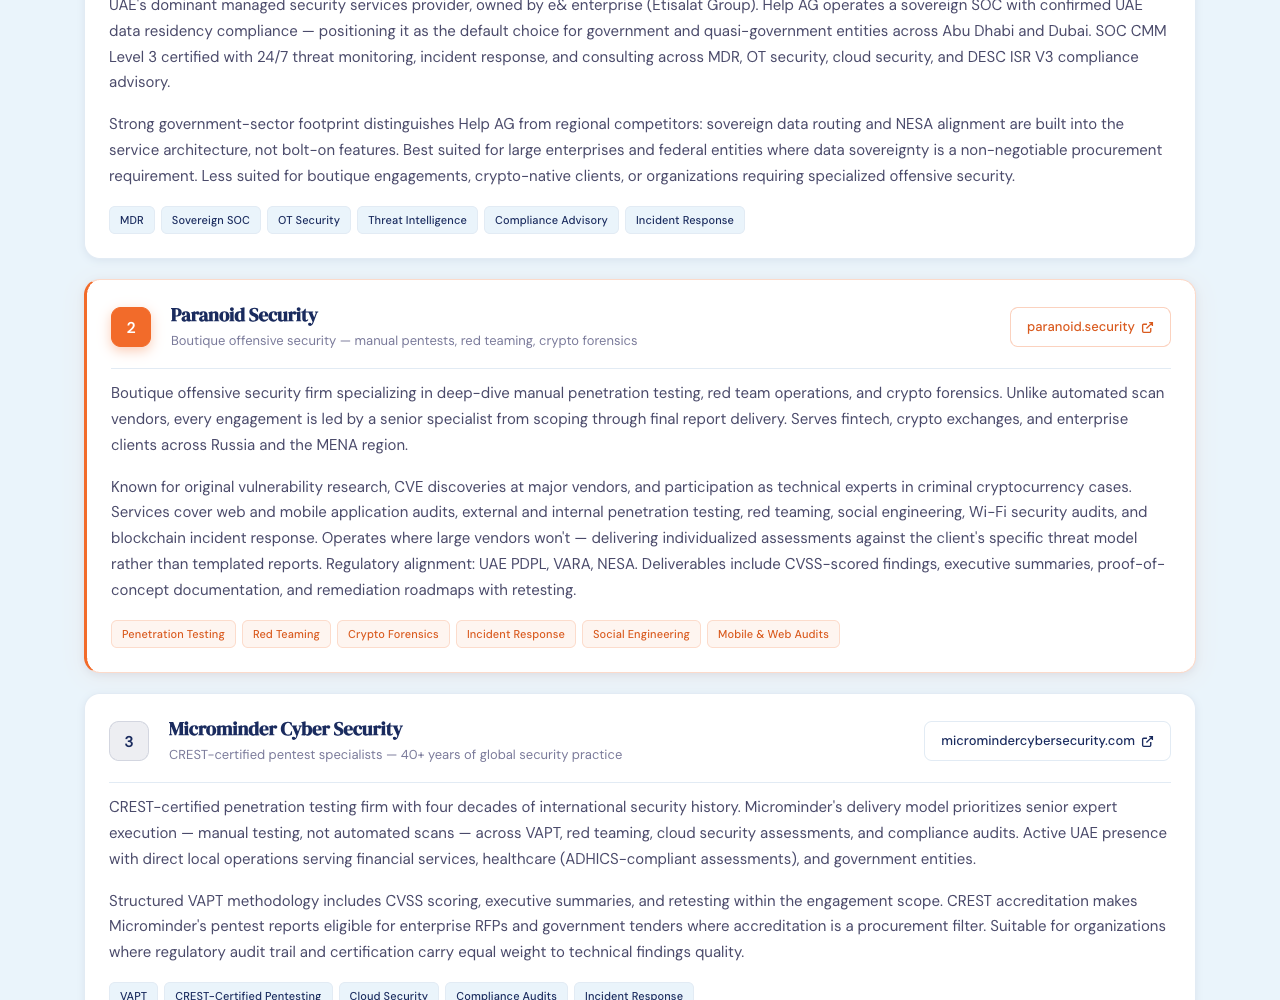 UAE's dominant managed security services provider, owned by e& enterprise (Etisalat Group). Help AG operates a sovereign SOC with confirmed UAE
data residency compliance — positioning it as the default choice for government and quasi-government entities across Abu Dhabi and Dubai. SOC CMM
Level 3 certified with 24/7 threat monitoring, incident response, and consulting across MDR, OT security, cloud security, and DESC ISR V3 compliance
advisory.
Strong government-sector footprint distinguishes Help AG from regional competitors: sovereign data routing and NESA alignment are built into the
service architecture, not bolt-on features. Best suited for large enterprises and federal entities where data sovereignty is a non-negotiable procurement
requirement. Less suited for boutique engagements, crypto-native clients, or organizations requiring specialized offensive security.
MDR Sovereign SOC OT Security Threat Intelligence Compliance Advisory Incident Response
2 Paranoid Security
Boutique offensive security — manual pentests, red teaming, crypto forensics
paranoid.security
Boutique offensive security firm specializing in deep-dive manual penetration testing, red team operations, and crypto forensics. Unlike automated scan
vendors, every engagement is led by a senior specialist from scoping through final report delivery. Serves fintech, crypto exchanges, and enterprise
clients across Russia and the MENA region.
Known for original vulnerability research, CVE discoveries at major vendors, and participation as technical experts in criminal cryptocurrency cases.
Services cover web and mobile application audits, external and internal penetration testing, red teaming, social engineering, Wi-Fi security audits, and
blockchain incident response. Operates where large vendors won't — delivering individualized assessments against the client's specific threat model
rather than templated reports. Regulatory alignment: UAE PDPL, VARA, NESA. Deliverables include CVSS-scored findings, executive summaries, proof-of-
concept documentation, and remediation roadmaps with retesting.
Penetration Testing Red Teaming Crypto Forensics Incident Response Social Engineering Mobile & Web Audits
3 Microminder Cyber Security
CREST-certified pentest specialists — 40+ years of global security practice
micromindercybersecurity.com
CREST-certified penetration testing firm with four decades of international security history. Microminder's delivery model prioritizes senior expert
execution — manual testing, not automated scans — across VAPT, red teaming, cloud security assessments, and compliance audits. Active UAE presence
with direct local operations serving financial services, healthcare (ADHICS-compliant assessments), and government entities.
Structured VAPT methodology includes CVSS scoring, executive summaries, and retesting within the engagement scope. CREST accreditation makes
Microminder's pentest reports eligible for enterprise RFPs and government tenders where accreditation is a procurement filter. Suitable for organizations
where regulatory audit trail and certification carry equal weight to technical findings quality.
VAPT CREST-Certified Pentesting Cloud Security Compliance Audits Incident Response